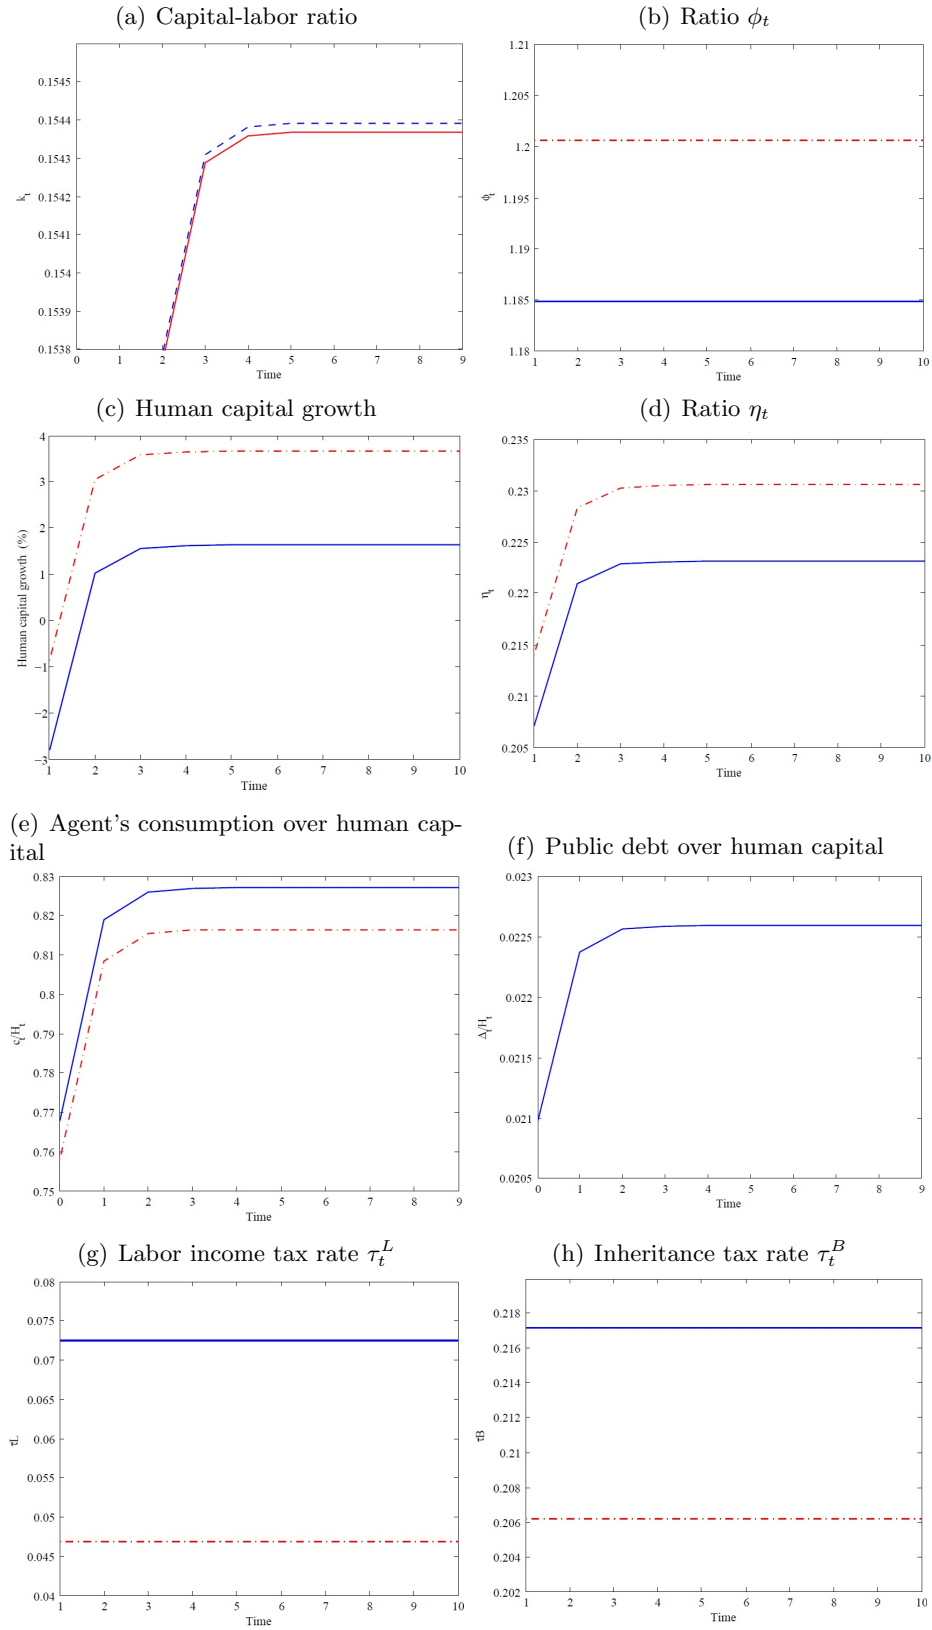 (a) Capital-labor ratio
0.1545
0.1544
0.1543
0.1542
0.1541
0.154
0.1539
0.1538
k_t
0 1 2 3 4 5 6 7 8 9
Time
(b) Ratio ϕ_t
1.21
1.205
1.2
1.195
1.19
1.185
1.18
ϕ_t
1 2 3 4 5 6 7 8 9 10
Time
(c) Human capital growth
4
3
2
1
0
−1
−2
−3
Human capital growth (%)
1 2 3 4 5 6 7 8 9 10
Time
(d) Ratio η_t
0.235
0.23
0.225
0.22
0.215
0.21
0.205
η_t
1 2 3 4 5 6 7 8 9 10
Time
(e) Agent's consumption over human cap-
ital
0.83
0.82
0.81
0.8
0.79
0.78
0.77
0.76
0.75
c_t/H_t
0 1 2 3 4 5 6 7 8 9
Time
(f) Public debt over human capital
0.023
0.0225
0.022
0.0215
0.021
0.0205
Δ_t/H_t
0 1 2 3 4 5 6 7 8 9
Time
(g) Labor income tax rate τ_t^L
0.08
0.075
0.07
0.065
0.06
0.055
0.05
0.045
0.04
τL
1 2 3 4 5 6 7 8 9 10
Time
(h) Inheritance tax rate τ_t^B
0.218
0.216
0.214
0.212
0.21
0.208
0.206
0.204
0.202
τB
1 2 3 4 5 6 7 8 9 10
Time